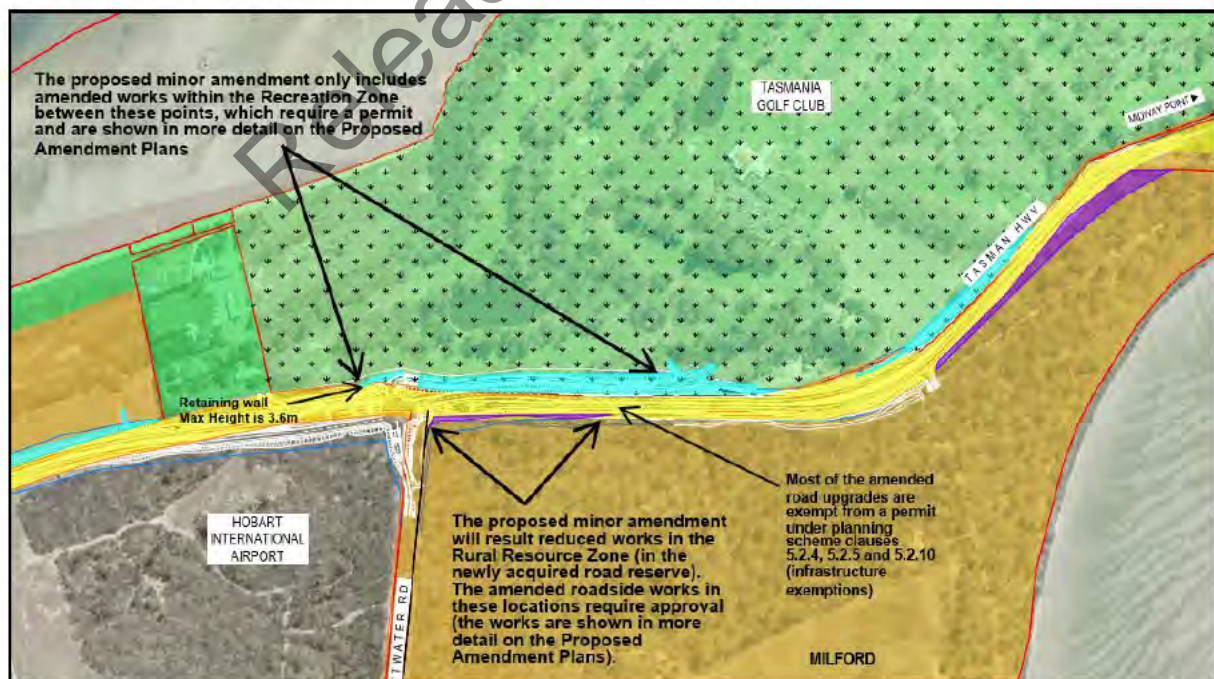 Relea
The proposed minor amendment only includes
amended works within the Recreation Zone
between these points, which require a permit
and are shown in more detail on the Proposed
Amendment Plans
TASMANIA
GOLF CLUB
MIDWAY POINT
TASMAN HWY
Retaining wall
Max Height is 3.6m
HOBART
INTERNATIONAL
AIRPORT
TWATER RD
The proposed minor amendment
will result reduced works in the
Rural Resource Zone (in the
newly acquired road reserve).
The amended roadside works in
these locations require approval
(the works are shown in more
detail on the Proposed
Amendment Plans).
Most of the amended
road upgrades are
exempt from a permit
under planning
scheme clauses
5.2.4, 5.2.5 and 5.2.10
(infrastructure
exemptions)
MILFORD